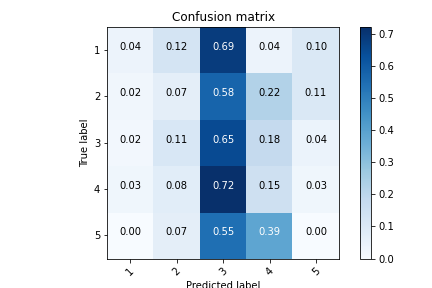 Confusion matrix
True label
1 0.04 0.12 0.69 0.04 0.10
2 0.02 0.07 0.58 0.22 0.11
3 0.02 0.11 0.65 0.18 0.04
4 0.03 0.08 0.72 0.15 0.03
5 0.00 0.07 0.55 0.39 0.00
1 2 3 4 5
Predicted label
0.7
0.6
0.5
0.4
0.3
0.2
0.1
0.0